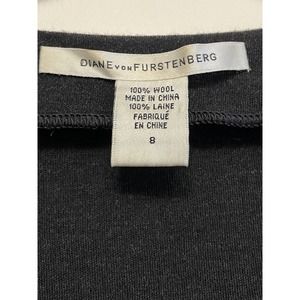 DIANE VON FURSTENBERG
100% WOOL
MADE IN CHINA
100% LAINE
FABRIQUÉ
EN CHINE
8